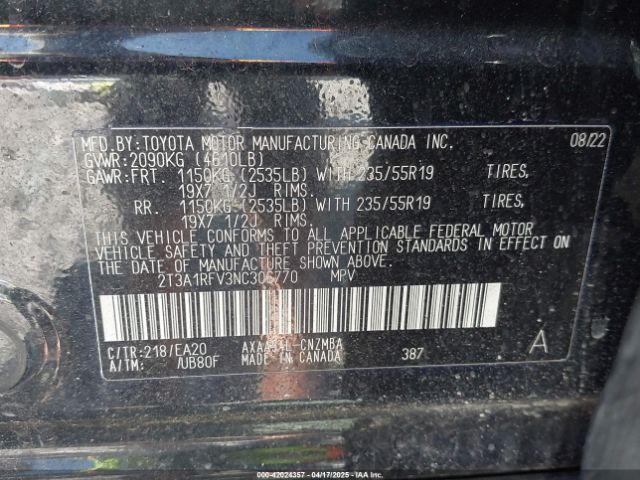 MFD.BY:TOYOTA MOTOR MANUFACTURING CANADA INC. 08/22
GVWR:2090KG (4610LB)
GAWR:FRT. 1150KG (2535LB) WITH 235/55R19 TIRES,
19X7 1/2J RIMS.
RR. 1150KG (2535LB) WITH 235/55R19 TIRES,
19X7 1/2J RIMS.
THIS VEHICLE CONFORMS TO ALL APPLICABLE FEDERAL MOTOR
VEHICLE SAFETY AND THEFT PREVENTION STANDARDS IN EFFECT ON
THE DATE OF MANUFACTURE SHOWN ABOVE.
MPV
C/TR:218/EA20
A/TM: /UB80F
MADE IN CANADA
387
A
000-42024357 - 04/17/2025 - IAA Inc.